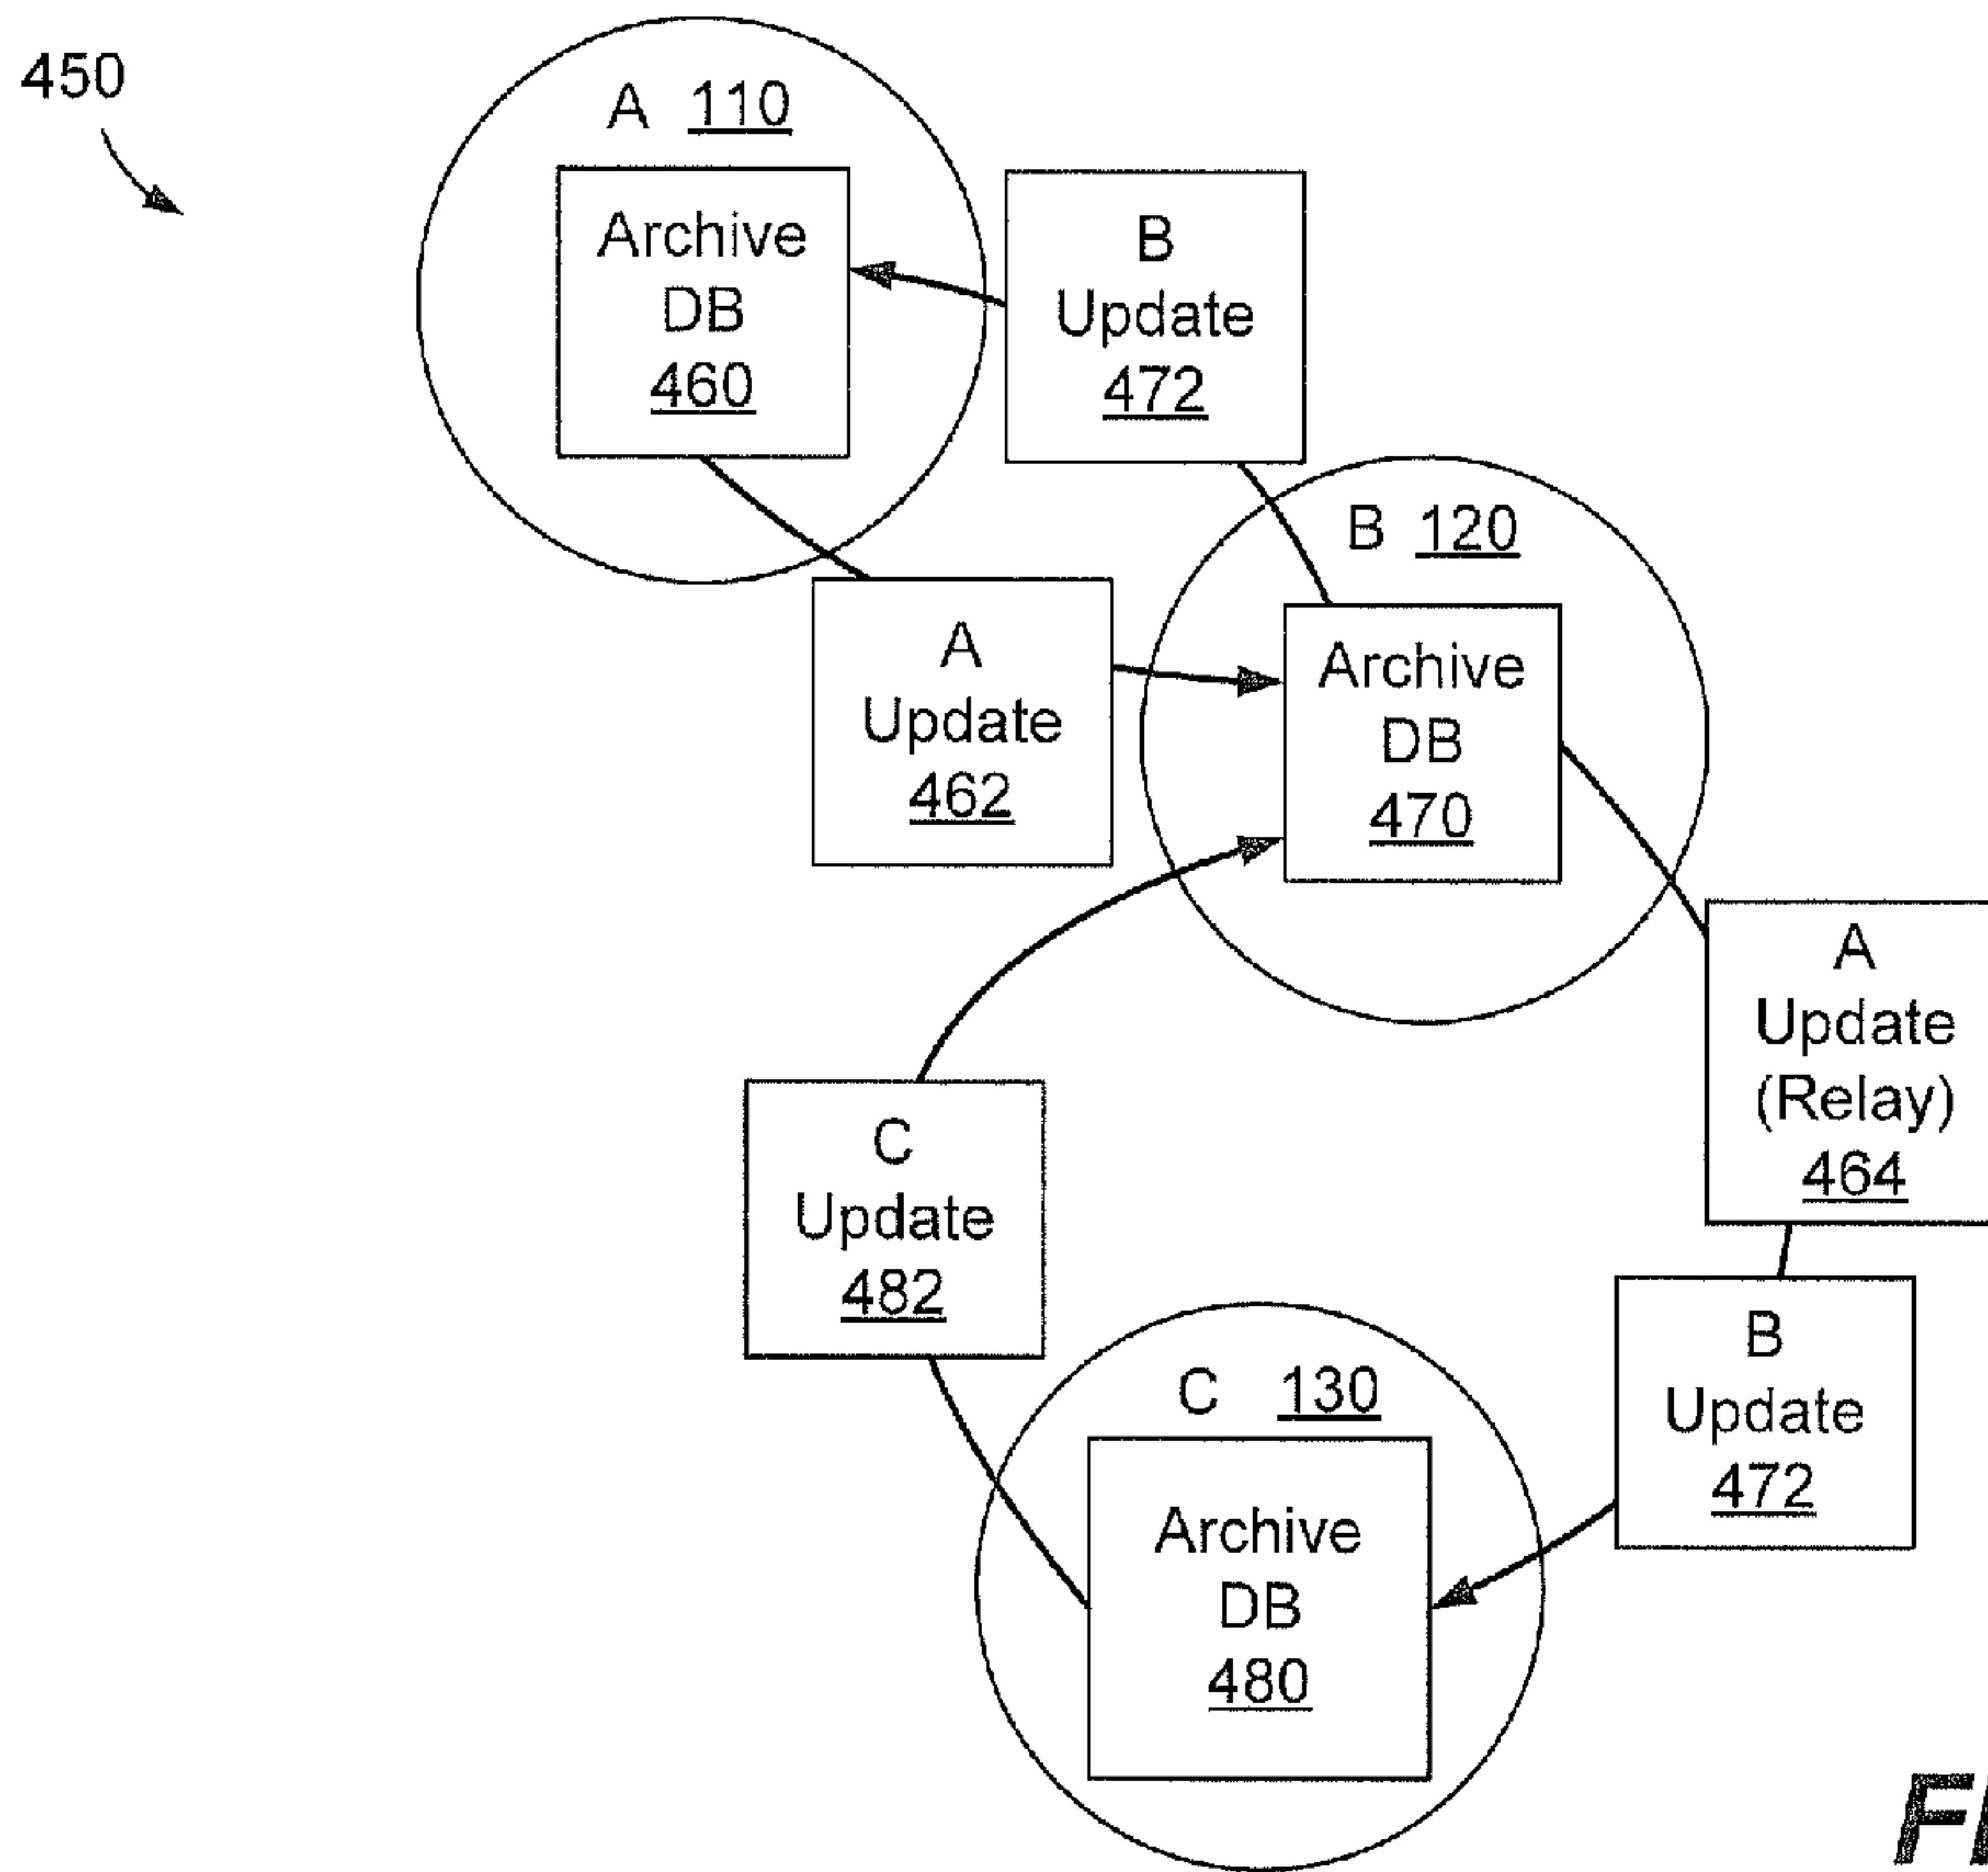 450
A 110
Archive
DB
460
B
Update
472
B 120
Archive
DB
470
A
Update
462
A
Update
(Relay)
464
C
Update
482
B
Update
472
C 130
Archive
DB
480